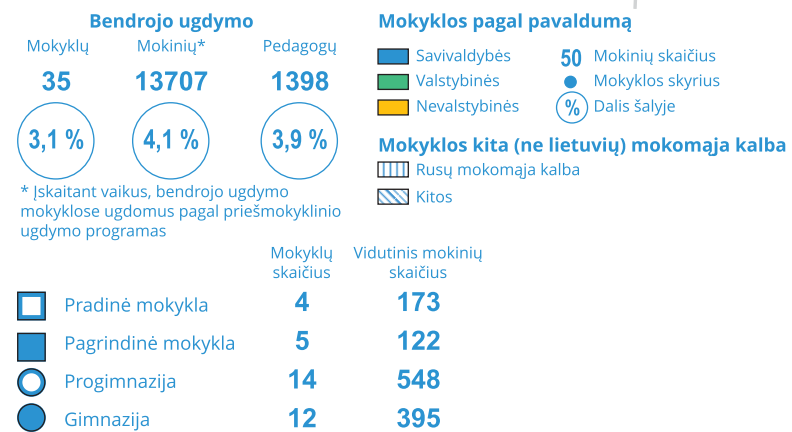 Bendrojo ugdymo
Mokyklų Mokinių* Pedagogų
35 13707 1398
3,1 % 4,1 % 3,9 %
* Įskaitant vaikus, bendrojo ugdymo
mokyklose ugdomus pagal priešmokyklinio
ugdymo programas
Mokyklos pagal pavaldumą
Savivaldybės 50 Mokinių skaičius
Valstybinės Mokyklos skyrius
Nevalstybinės % Dalis šalyje
Mokyklos kita (ne lietuvių) mokomąja kalba
Rusų mokomąja kalba
Kitos
Mokyklų Vidutinis mokinių
skaičius skaičius
Pradinė mokykla 4 173
Pagrindinė mokykla 5 122
Progimnazija 14 548
Gimnazija 12 395